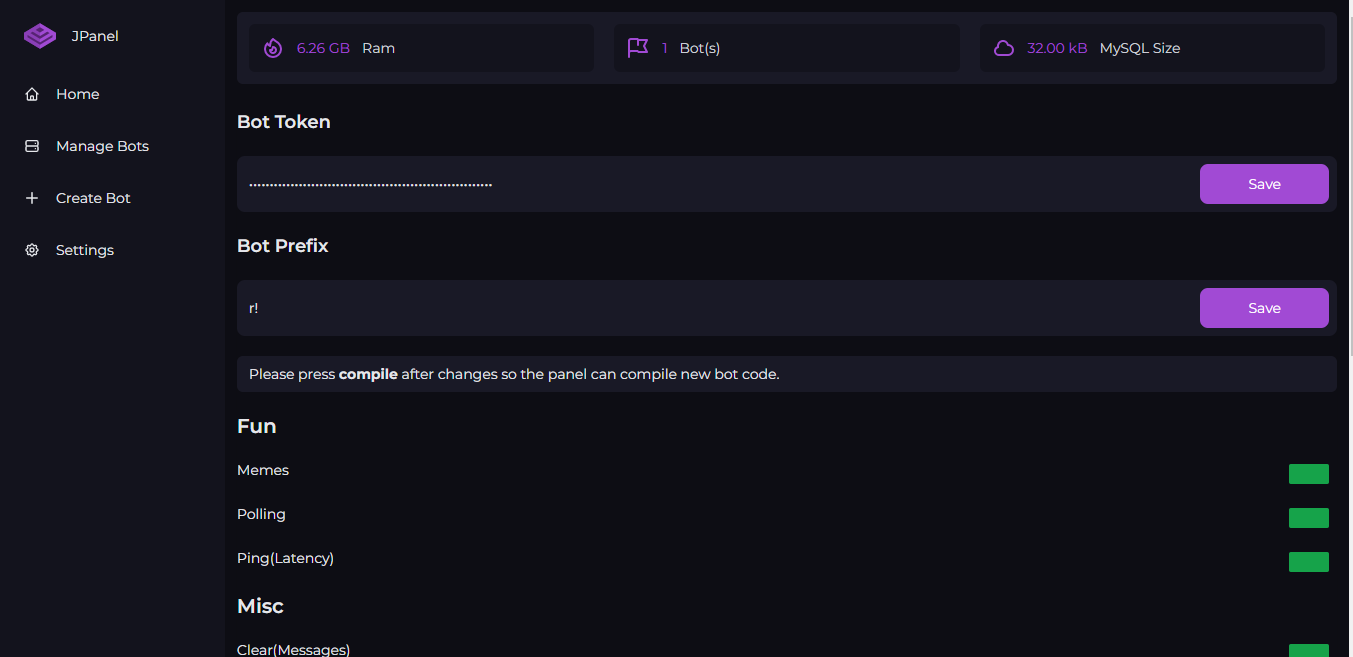 JPanel
Home
Manage Bots
Create Bot
Settings
6.26 GB Ram
1 Bot(s)
32.00 kB MySQL Size
Bot Token
Save
Bot Prefix
r!
Save
Please press compile after changes so the panel can compile new bot code.
Fun
Memes
Polling
Ping(Latency)
Misc
Clear(Messages)